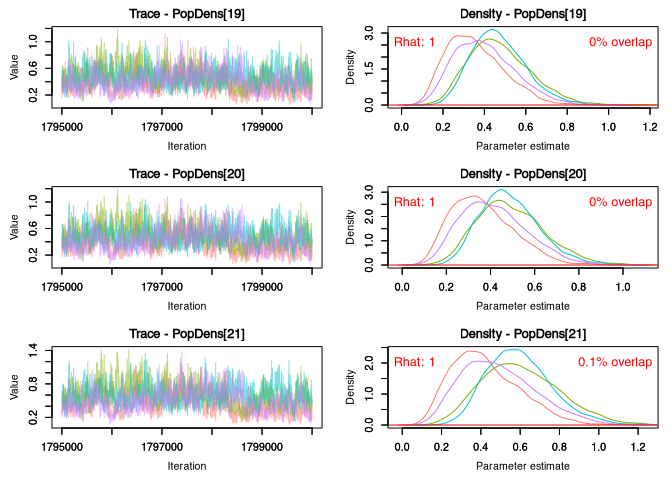 Trace - PopDens[19]
Value
0.2 0.6 1.0
1795000 1797000 1799000
Iteration
Density - PopDens[19]
Rhat: 1 0% overlap
Density
0.0 1.5 3.0
0.0 0.2 0.4 0.6 0.8 1.0 1.2
Parameter estimate
Trace - PopDens[20]
Value
0.2 0.6 1.0
1795000 1797000 1799000
Iteration
Density - PopDens[20]
Rhat: 1 0% overlap
Density
0.0 1.0 2.0 3.0
0.0 0.2 0.4 0.6 0.8 1.0
Parameter estimate
Trace - PopDens[21]
Value
0.2 0.8 1.4
1795000 1797000 1799000
Iteration
Density - PopDens[21]
Rhat: 1 0.1% overlap
Density
0.0 1.0 2.0
0.0 0.2 0.4 0.6 0.8 1.0 1.2
Parameter estimate